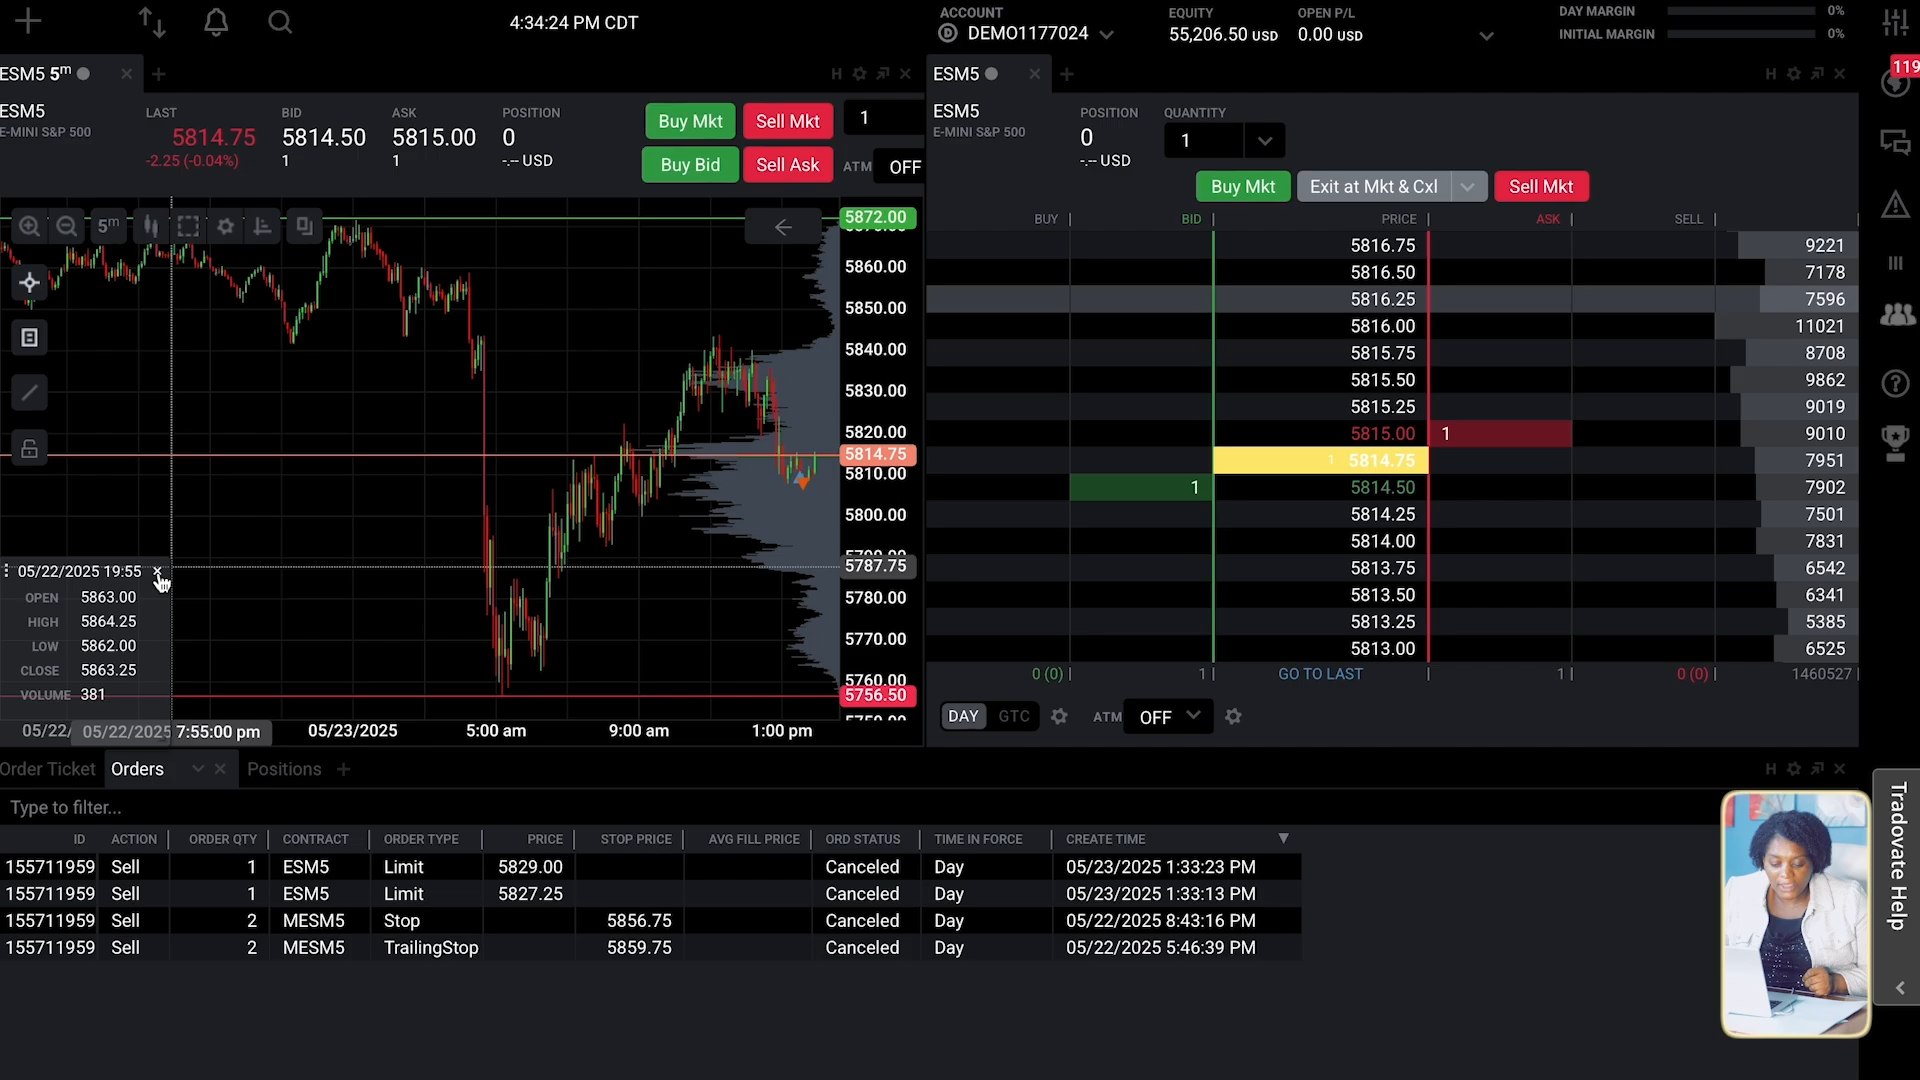 4:34:24 PM CDT
ACCOUNT
DEMO1177024
EQUITY
55,206.50 USD
OPEN P/L
0.00 USD
DAY MARGIN 0%
INITIAL MARGIN 0%
119
ESM5 5m
H
ESM5
E-MINI S&P 500
LAST
5814.75
-2.25 (-0.04%)
BID
5814.50
1
ASK
5815.00
1
POSITION
0
-.-- USD
Buy Mkt
Sell Mkt
1
Buy Bid
Sell Ask
ATM OFF
5m
5872.00
5860.00
5850.00
5840.00
5830.00
5820.00
5814.75
5810.00
5800.00
5787.75
5780.00
5770.00
5760.00
5756.50
05/22/2025 19:55
OPEN 5863.00
HIGH 5864.25
LOW 5862.00
CLOSE 5863.25
VOLUME 381
05/22/ 05/22/2025 7:55:00 pm 05/23/2025 5:00 am 9:00 am 1:00 pm
ESM5
H
ESM5
E-MINI S&P 500
POSITION
0
-.-- USD
QUANTITY
1
Buy Mkt
Exit at Mkt & Cxl
Sell Mkt
BUY BID PRICE ASK SELL
5816.75 9221
5816.50 7178
5816.25 7596
5816.00 11021
5815.75 8708
5815.50 9862
5815.25 9019
5815.00 1 9010
1 5814.75 7951
1 5814.50 7902
5814.25 7501
5814.00 7831
5813.75 6542
5813.50 6341
5813.25 5385
5813.00 6525
0 (0) 1 GO TO LAST 1 0 (0) 1460527
DAY GTC ATM OFF
Order Ticket Orders Positions
H
Type to filter...
ID ACTION ORDER QTY CONTRACT ORDER TYPE PRICE STOP PRICE AVG FILL PRICE ORD STATUS TIME IN FORCE CREATE TIME
155711959 Sell 1 ESM5 Limit 5829.00 Canceled Day 05/23/2025 1:33:23 PM
155711959 Sell 1 ESM5 Limit 5827.25 Canceled Day 05/23/2025 1:33:13 PM
155711959 Sell 2 MESM5 Stop 5856.75 Canceled Day 05/22/2025 8:43:16 PM
155711959 Sell 2 MESM5 TrailingStop 5859.75 Canceled Day 05/22/2025 5:46:39 PM
Tradovate Help